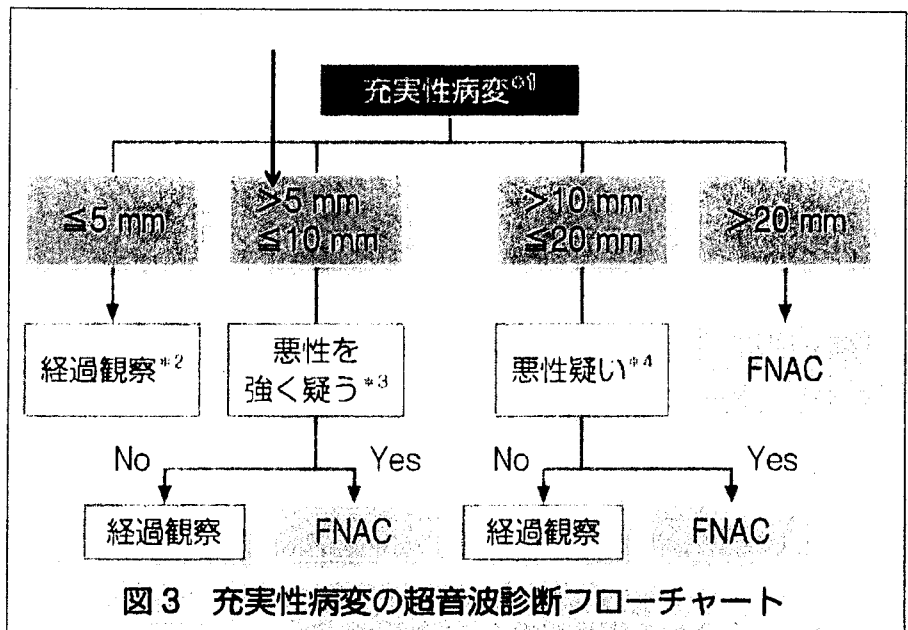 充実性病変*1
≦5 mm
>5 mm
≦10 mm
>10 mm
≦20 mm
>20 mm
経過観察*2
悪性を
強く疑う*3
悪性疑い*4
FNAC
No
Yes
No
Yes
経過観察
FNAC
経過観察
FNAC
図3 充実性病変の超音波診断フローチャート